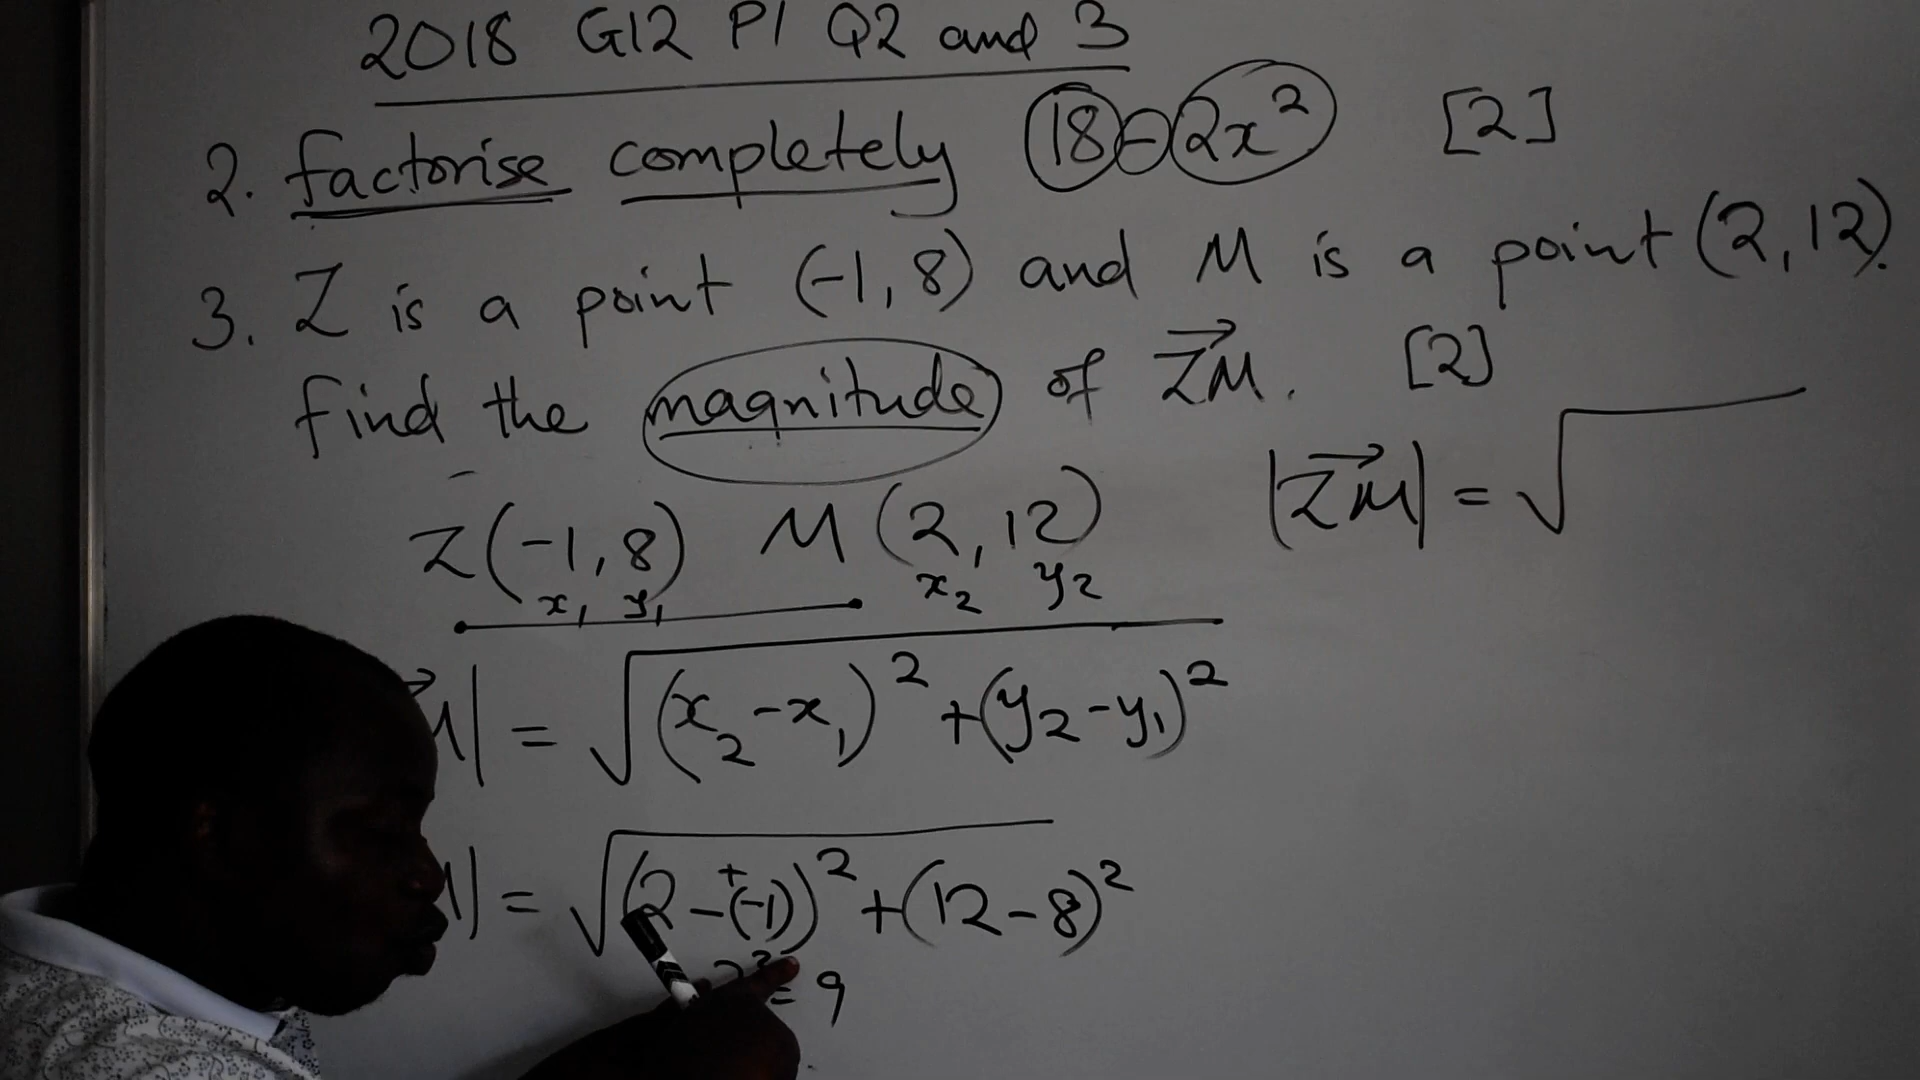 2018 G12 P1 Q2 and 3
2. factorise completely 18-2x² [2]
3. Z is a point (-1,8) and M is a point (2,12).
find the magnitude of ZM. [2]
|ZM| = √
Z(-1,8) M(2,12)
x₁ y₁ x₂ y₂
M| = √(x₂-x₁)²+(y₂-y₁)²
| = √(2-(-1))²+(12-8)²
+
3² = 9